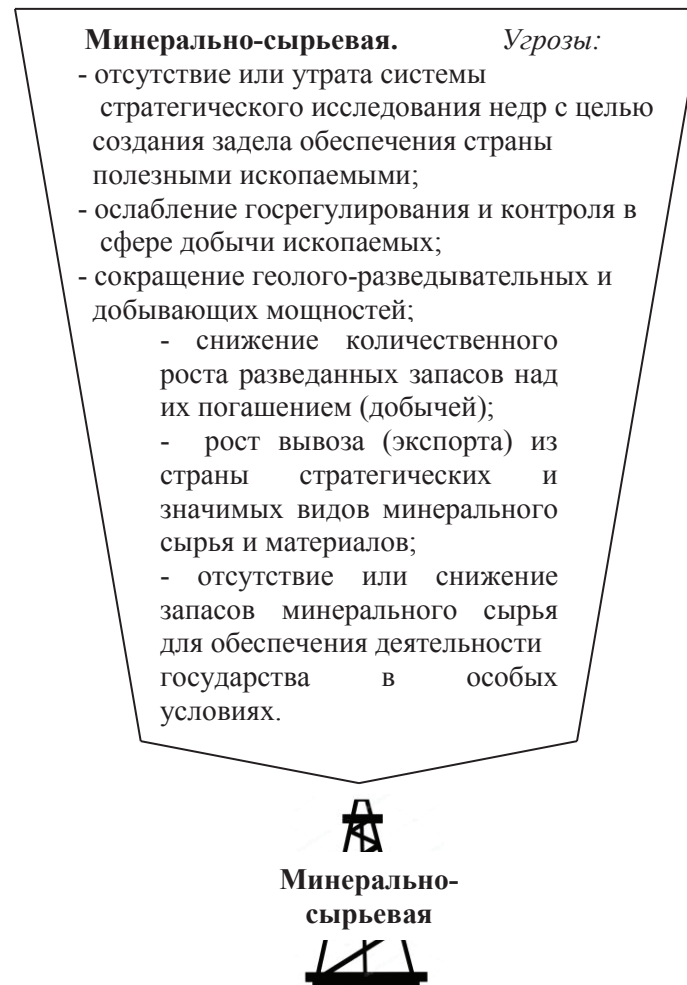 Минерально-сырьевая. Угрозы:
- отсутствие или утрата системы
стратегического исследования недр с целью
создания задела обеспечения страны
полезными ископаемыми;
- ослабление госрегулирования и контроля в
сфере добычи ископаемых;
- сокращение геолого-разведывательных и
добывающих мощностей;
- снижение количественного
роста разведанных запасов над
их погашением (добычей);
- рост вывоза (экспорта) из
страны стратегических и
значимых видов минерального
сырья и материалов;
- отсутствие или снижение
запасов минерального сырья
для обеспечения деятельности
государства в особых
условиях.
Минерально-
сырьевая